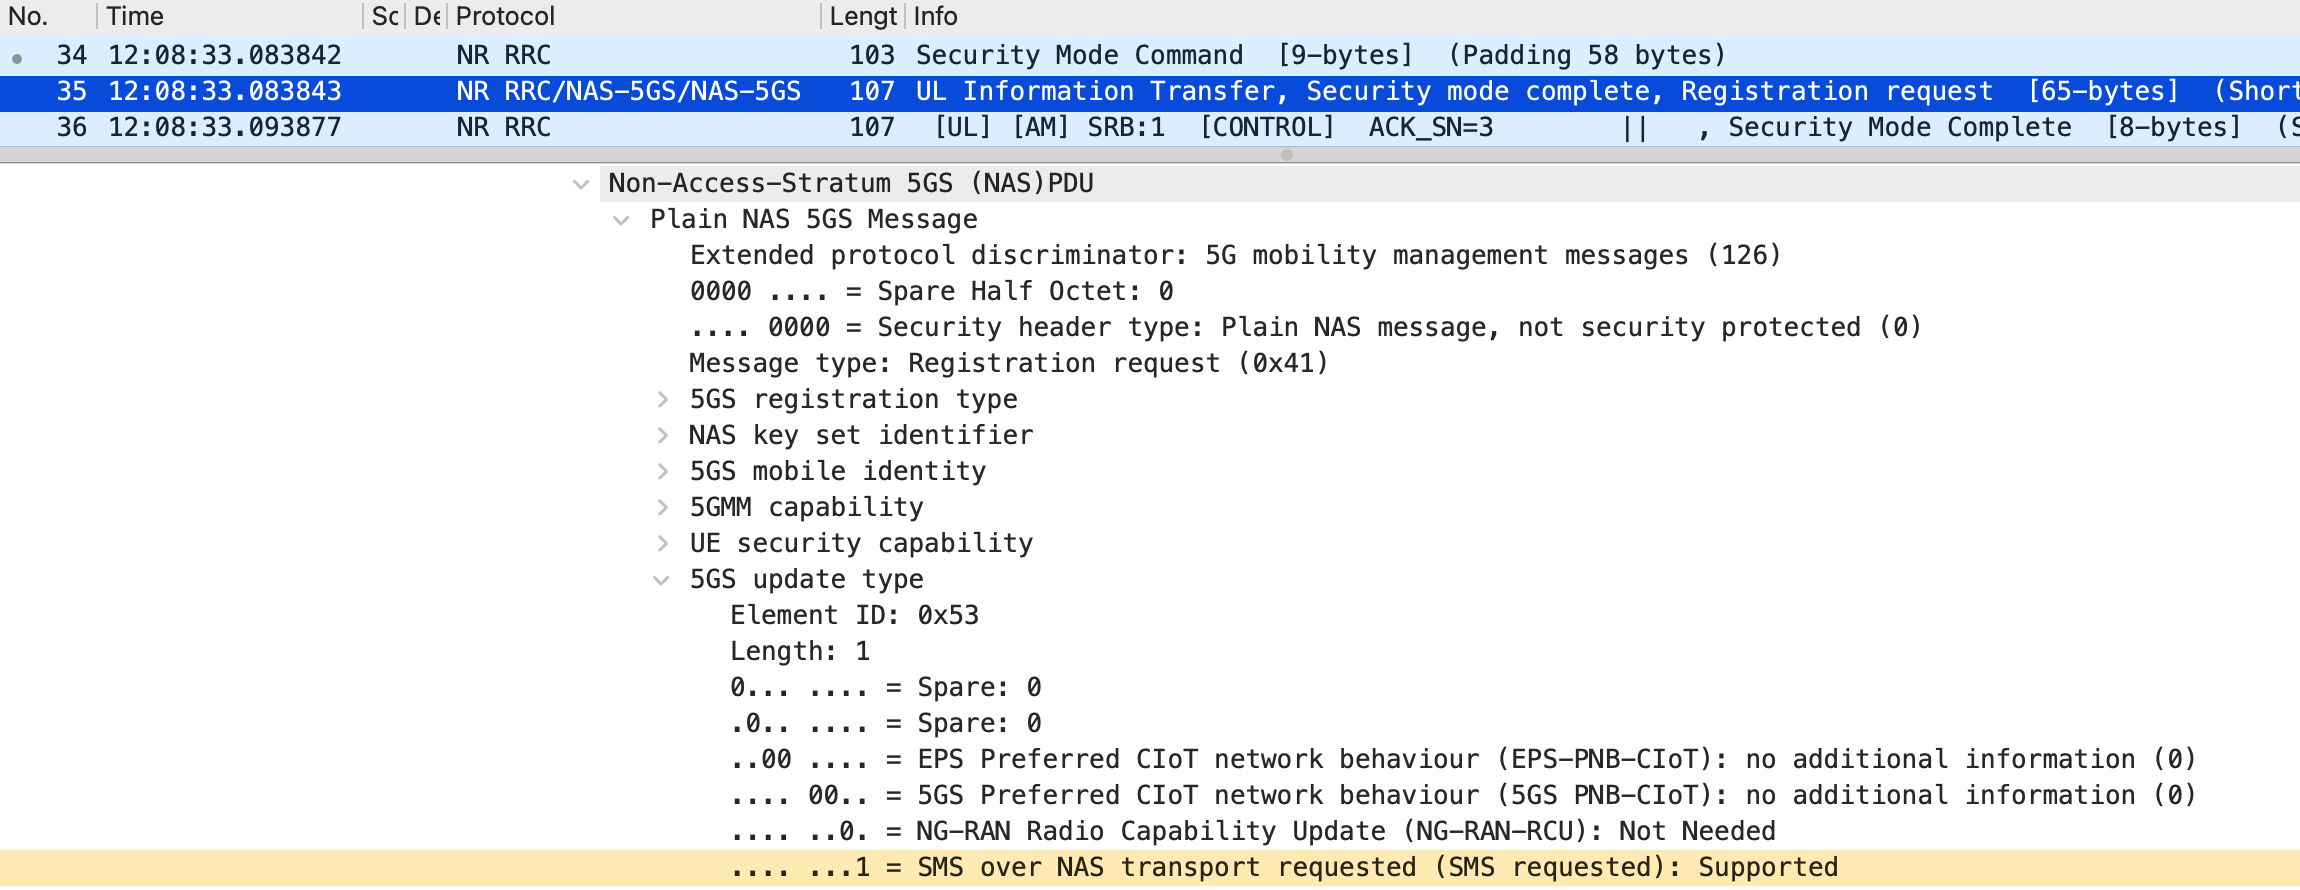 No. Time Sc De Protocol Lengt Info
34 12:08:33.083842 NR RRC 103 Security Mode Command [9-bytes] (Padding 58 bytes)
35 12:08:33.083843 NR RRC/NAS-5GS/NAS-5GS 107 UL Information Transfer, Security mode complete, Registration request [65-bytes] (Short
36 12:08:33.093877 NR RRC 107 [UL] [AM] SRB:1 [CONTROL] ACK_SN=3 || , Security Mode Complete [8-bytes] (S
Non-Access-Stratum 5GS (NAS)PDU
Plain NAS 5GS Message
Extended protocol discriminator: 5G mobility management messages (126)
0000 .... = Spare Half Octet: 0
.... 0000 = Security header type: Plain NAS message, not security protected (0)
Message type: Registration request (0x41)
5GS registration type
NAS key set identifier
5GS mobile identity
5GMM capability
UE security capability
5GS update type
Element ID: 0x53
Length: 1
0... .... = Spare: 0
.0.. .... = Spare: 0
..00 .... = EPS Preferred CIoT network behaviour (EPS-PNB-CIoT): no additional information (0)
.... 00.. = 5GS Preferred CIoT network behaviour (5GS PNB-CIoT): no additional information (0)
.... ..0. = NG-RAN Radio Capability Update (NG-RAN-RCU): Not Needed
.... ...1 = SMS over NAS transport requested (SMS requested): Supported